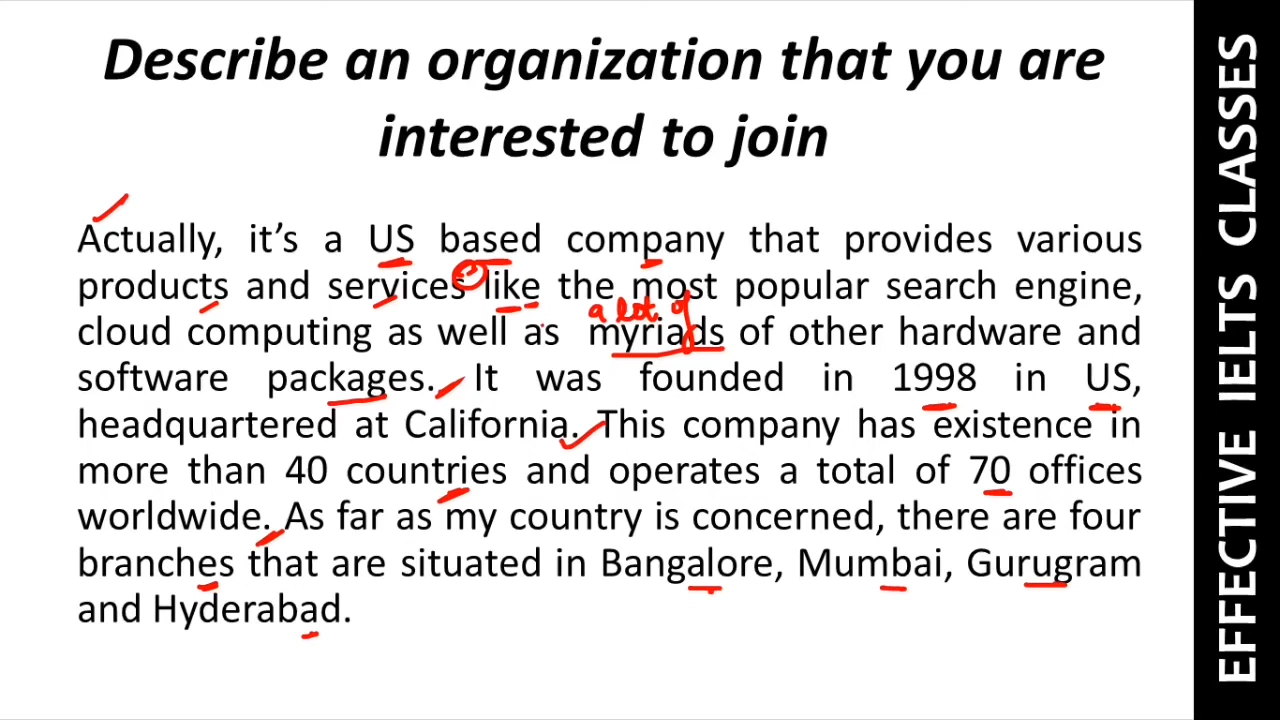 Describe an organization that you are
interested to join
Actually, it's a US based company that provides various
products and services like the most popular search engine,
a lot of
cloud computing as well as myriads of other hardware and
software packages. It was founded in 1998 in US,
headquartered at California. This company has existence in
more than 40 countries and operates a total of 70 offices
worldwide. As far as my country is concerned, there are four
branches that are situated in Bangalore, Mumbai, Gurugram
and Hyderabad.
EFFECTIVE IELTS CLASSES